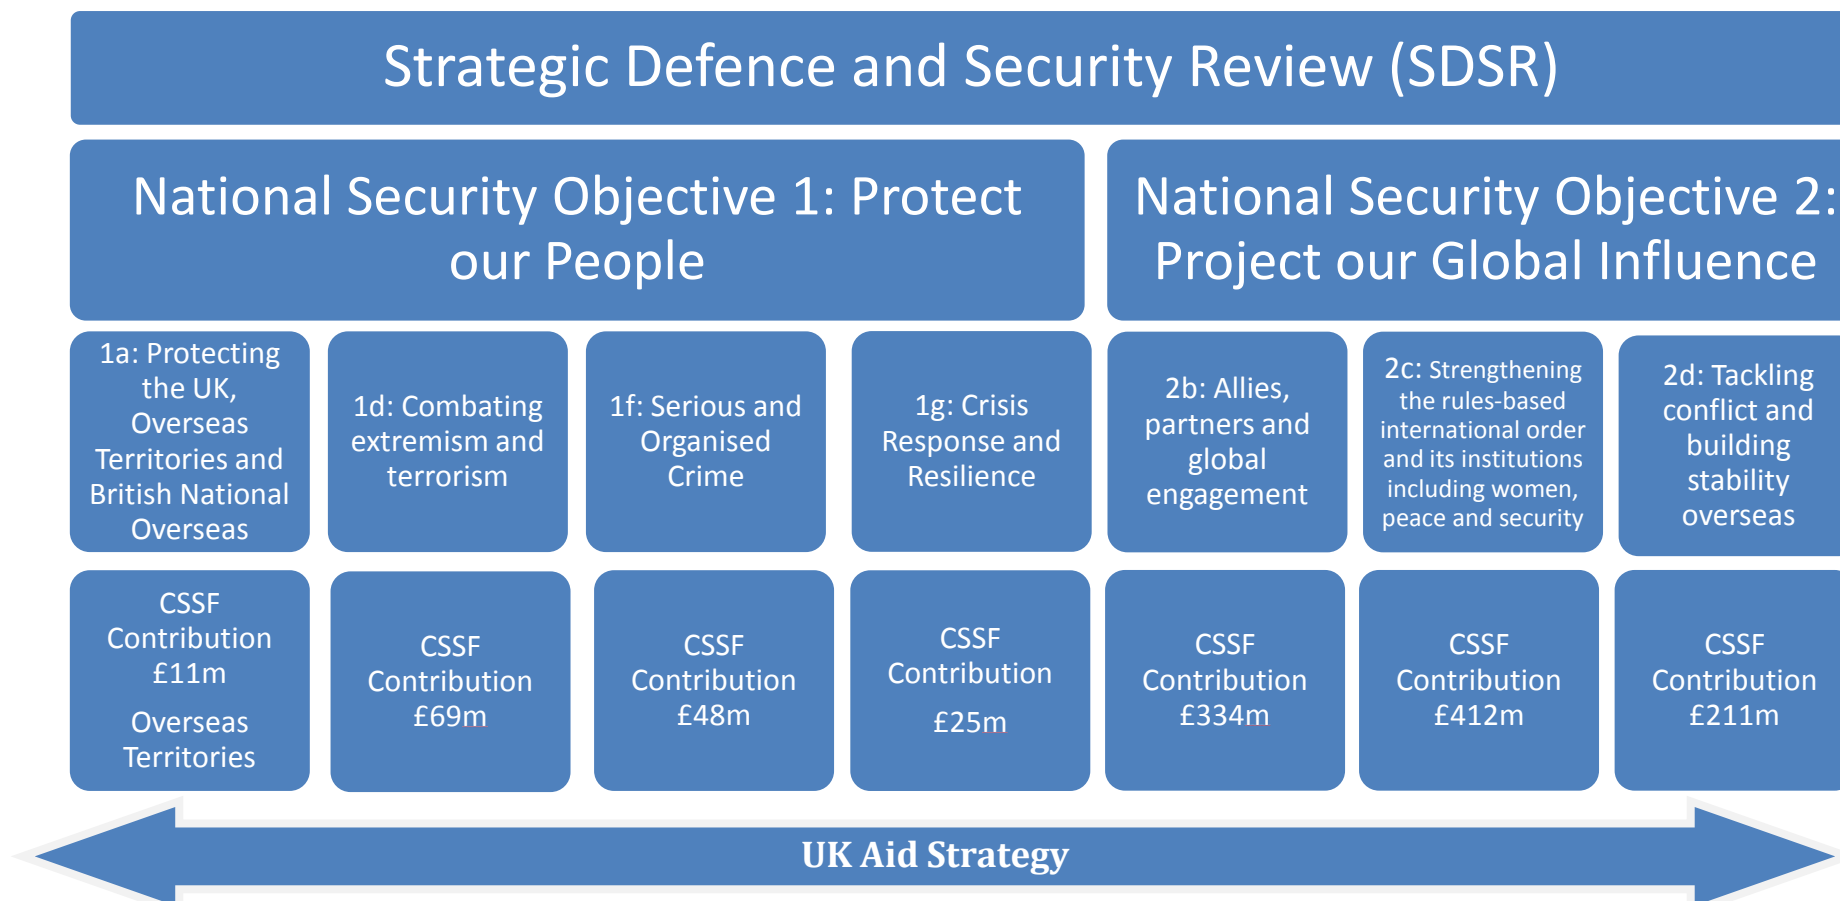 Strategic Defence and Security Review (SDSR)
National Security Objective 1: Protect
our People
National Security Objective 2:
Project our Global Influence
1a: Protecting
the UK,
Overseas
Territories and
British National
Overseas
1d: Combating
extremism and
terrorism
1f: Serious and
Organised
Crime
1g: Crisis
Response and
Resilience
2b: Allies,
partners and
global
engagement
2c: Strengthening
the rules-based
international order
and its institutions
including women,
peace and security
2d: Tackling
conflict and
building
stability
overseas
CSSF
Contribution
£11m
Overseas
Territories
CSSF
Contribution
£69m
CSSF
Contribution
£48m
CSSF
Contribution
£25m
CSSF
Contribution
£334m
CSSF
Contribution
£412m
CSSF
Contribution
£211m
UK Aid Strategy